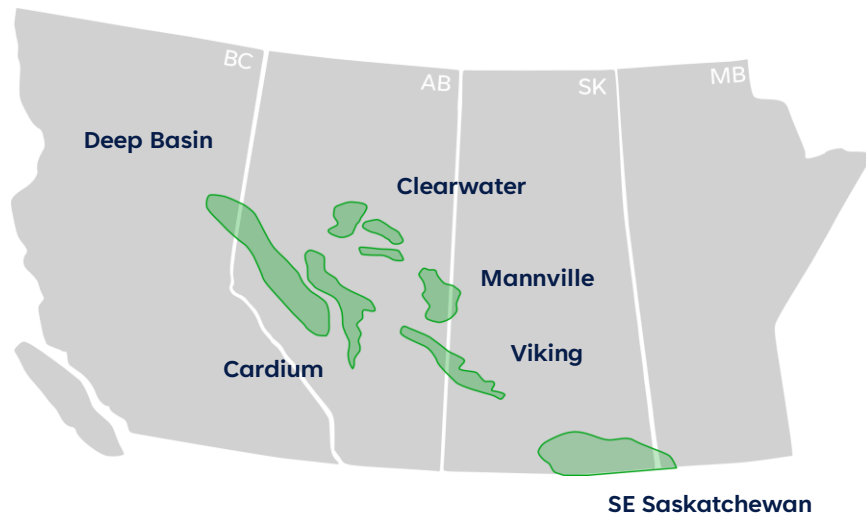 BC
AB
SK
MB
Deep Basin
Clearwater
Mannville
Viking
Cardium
SE Saskatchewan